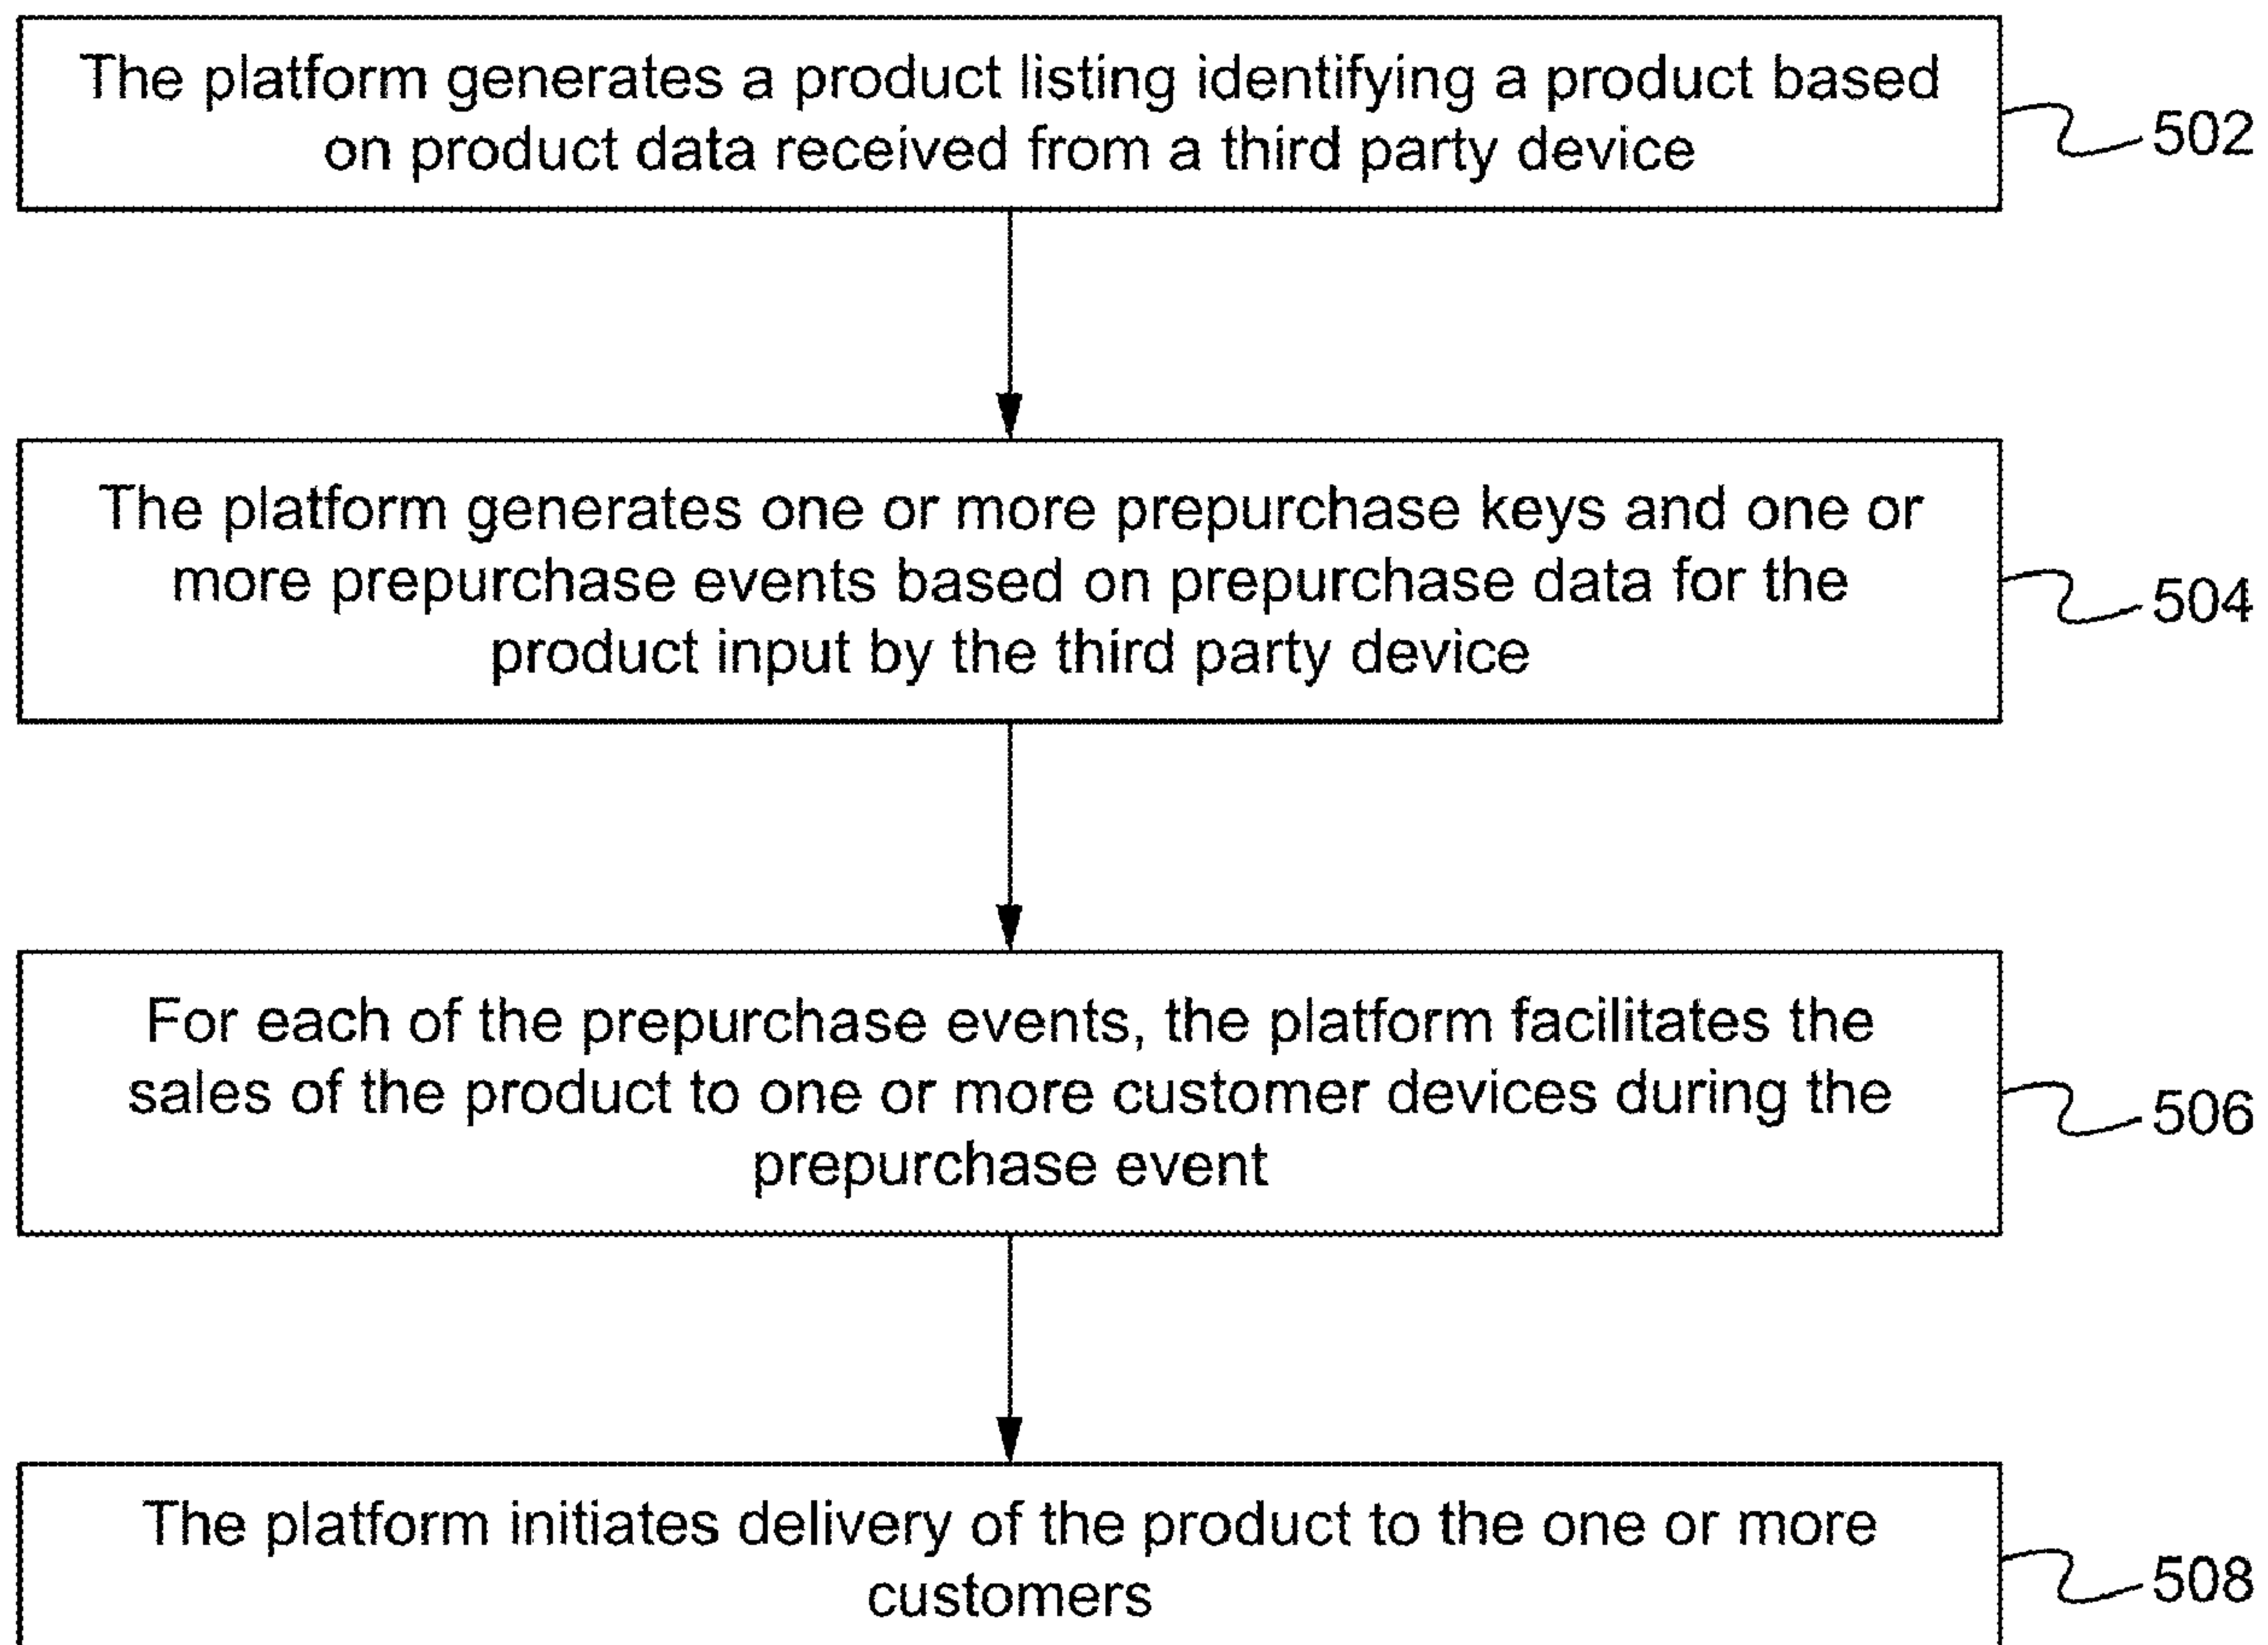 The platform generates a product listing identifying a product based
on product data received from a third party device
502
The platform generates one or more prepurchase keys and one or
more prepurchase events based on prepurchase data for the
product input by the third party device
504
For each of the prepurchase events, the platform facilitates the
sales of the product to one or more customer devices during the
prepurchase event
506
The platform initiates delivery of the product to the one or more
customers
508